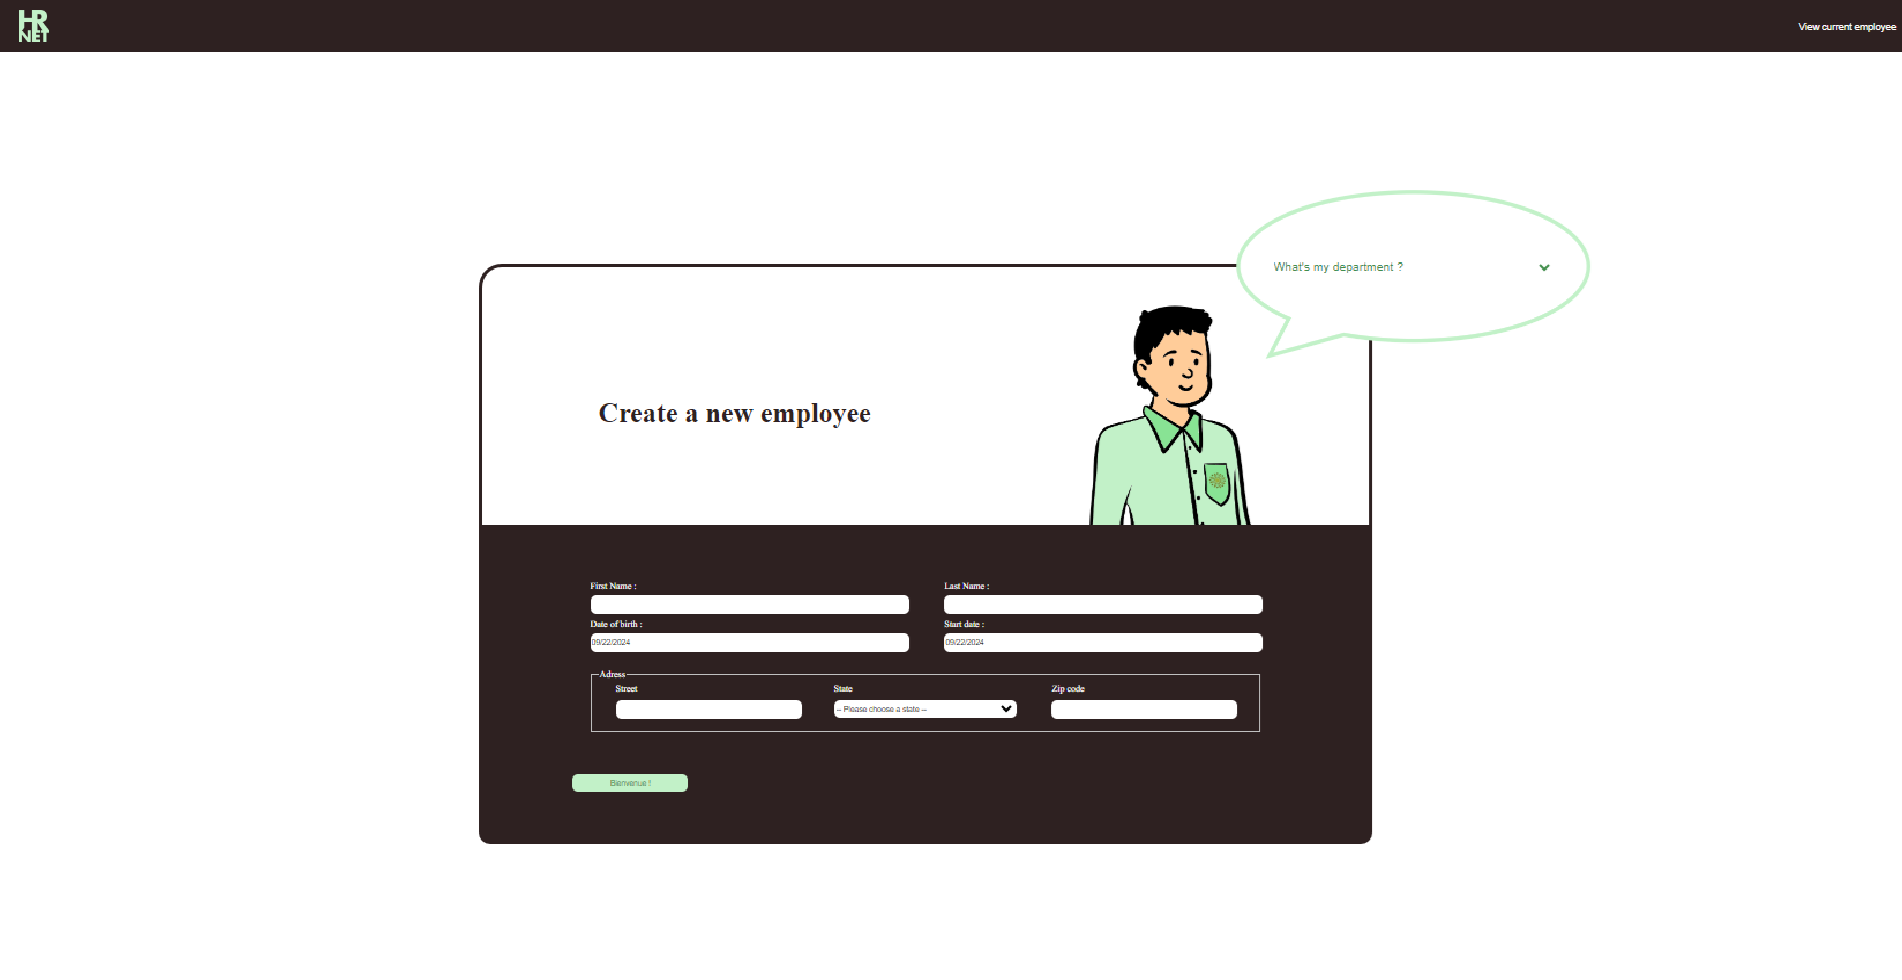 HR
NET
View current employee
What's my department ?
Create a new employee
First Name :
Last Name :
Date of birth :
Start date :
09/22/2024
09/22/2024
Adress
Street
State
Zip code
-- Please choose a state --
Bienvenue !